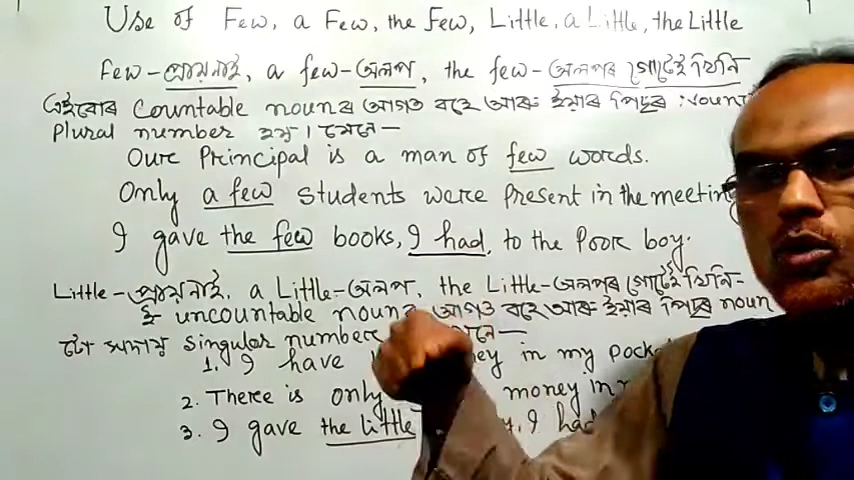 Use of Few, a Few, the few, Little, a Little, the Little
Few-প্ৰায়নাই, a few-অলপ, the few-অলপৰ গোটেই খিনি
এইবোৰ countable nounৰ আগত বহে আৰু ইয়াৰ পিছৰ noun
plural number হয়। যেনে—
Our Principal is a man of few words.
Only a few students were present in the meeting
I gave the few books, I had, to the Poor boy.
Little-প্ৰায়নাই, a Little-অলপ, the Little-অলপৰ গোটেই খিনি-
uncountable nounৰ আগত বহে আৰু ইয়াৰ পিছৰ noun
টো সদায় singular number যেনে—
1. I have in my
2. There is only money in
3. I gave the little I had